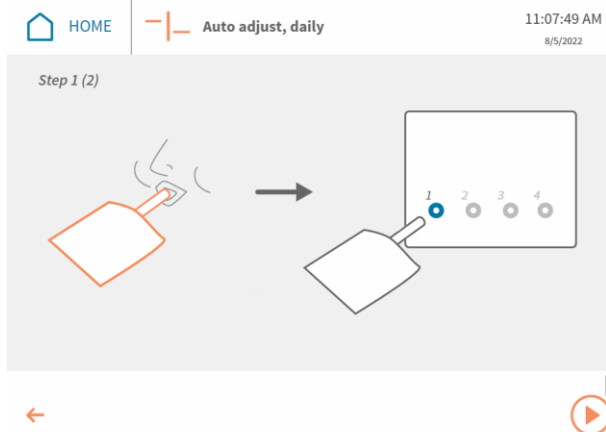 HOME
Auto adjust, daily
11:07:49 AM
8/5/2022
Step 1 (2)
1 2 3 4